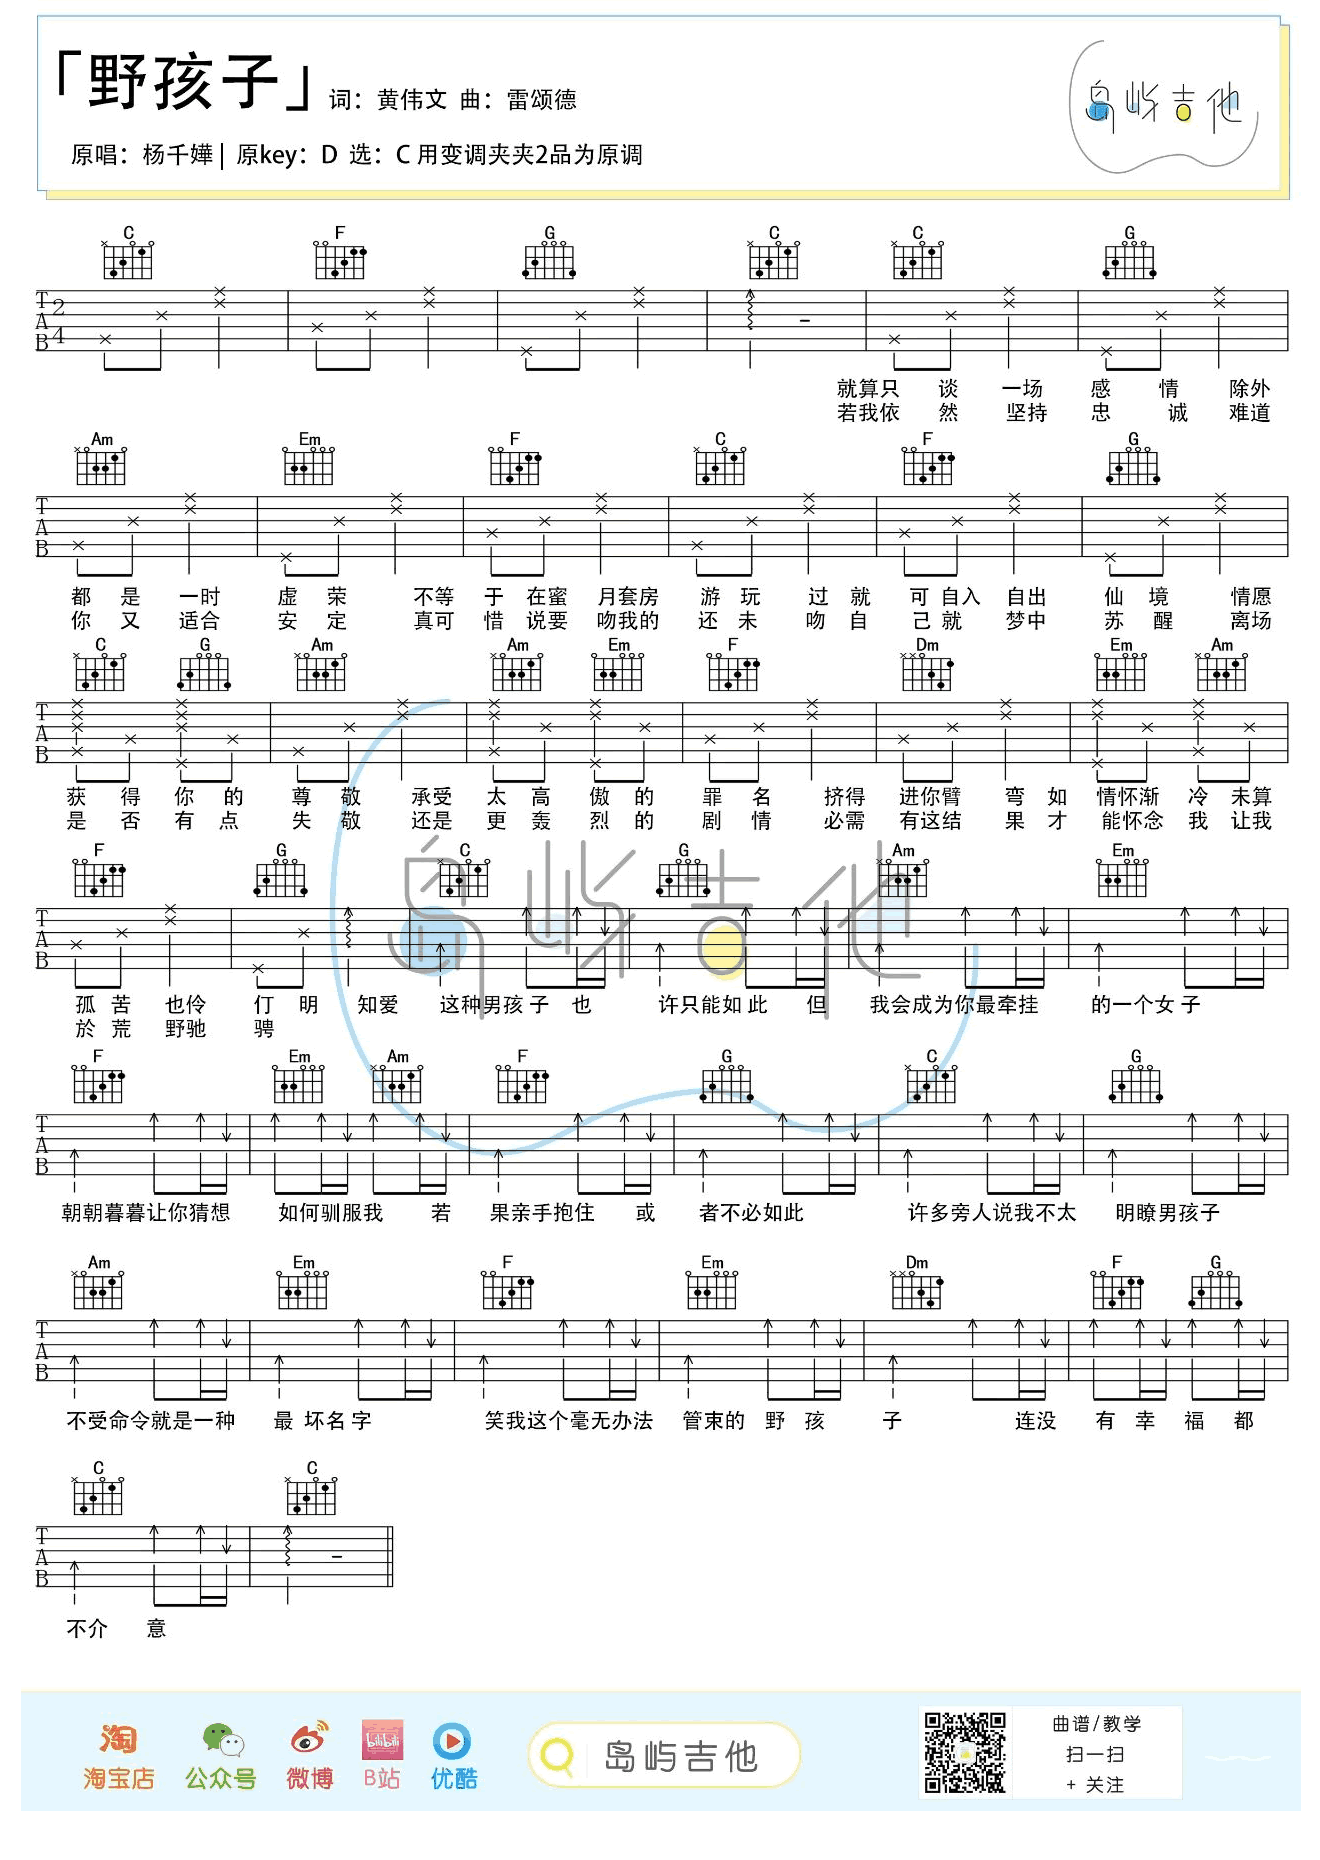 「野孩子」 词：黄伟文 曲：雷颂德
岛屿吉他
原唱：杨千嬅| 原key：D 选：C 用变调夹夹2品为原调
C F G C C G
T A B 2 4
就算只 谈 一场 感 情 除外
若我依 然 坚持 忠 诚 难道
Am Em F C F G
T A B
都 是 一时 虚 荣 不等 于 在蜜 月套房 游 玩 过 就 可 自入 自出 仙 境 情愿
你 又 适合 安 定 真可 惜 说要 吻我的 还 未 吻 自 己 就 梦中 苏 醒 离场
C G Am Am Em F Dm Em Am
T A B
获 得 你 的 尊 敬 承受 太 高 傲 的 罪 名 挤得 进你臂 弯 如 情怀渐 冷 未算
是 否 有 点 失 敬 还是 更 轰 烈 的 剧 情 必需 有这结 果 才 能怀念 我 让我
F G C G Am Em
岛屿吉他
T A B
孤 苦 也伶 仃 明 知爱 这种男孩 子 也 许只能如 此 但 我会成为你最牵挂 的一个女 子
於 荒 野驰 骋
F Em Am F G C G
T A B
朝朝暮暮让你猜想 如何驯服我 若 果亲手抱住 或 者不必如此 许多旁人说我不太 明瞭男孩子
Am Em F Em Dm F G
T A B
不受命令就是一种 最 坏名 字 笑我这个毫无办法 管束的 野 孩 子 连没 有 幸 福 都
C C
T A B
不介 意
淘
bilibili
岛屿吉他
淘宝店 公众号 微博 B站 优酷
曲谱/教学
扫一扫
+ 关注